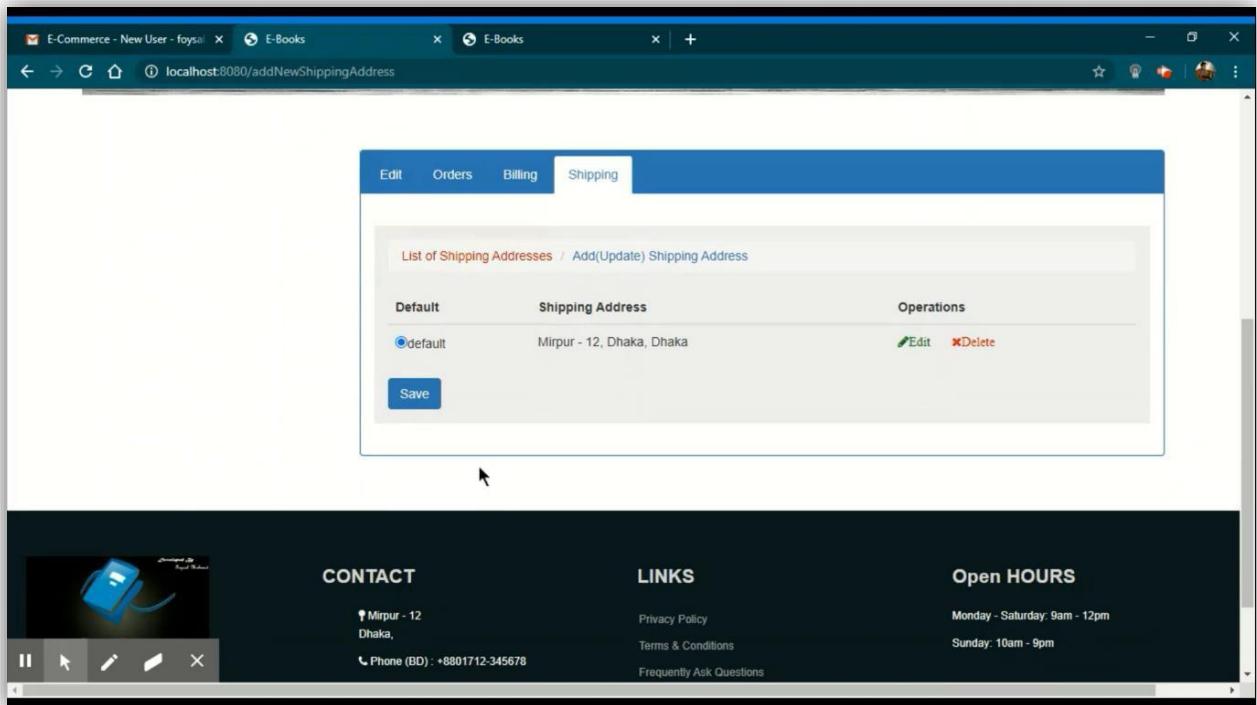 E-Commerce - New User - foysal
E-Books
E-Books
localhost:8080/addNewShippingAddress
Edit Orders Billing Shipping
List of Shipping Addresses / Add(Update) Shipping Address
Default Shipping Address Operations
default Mirpur - 12, Dhaka, Dhaka Edit Delete
Save
CONTACT
Mirpur - 12
Dhaka,
Phone (BD) : +8801712-345678
LINKS
Privacy Policy
Terms & Conditions
Frequently Ask Questions
Open HOURS
Monday - Saturday: 9am - 12pm
Sunday: 10am - 9pm